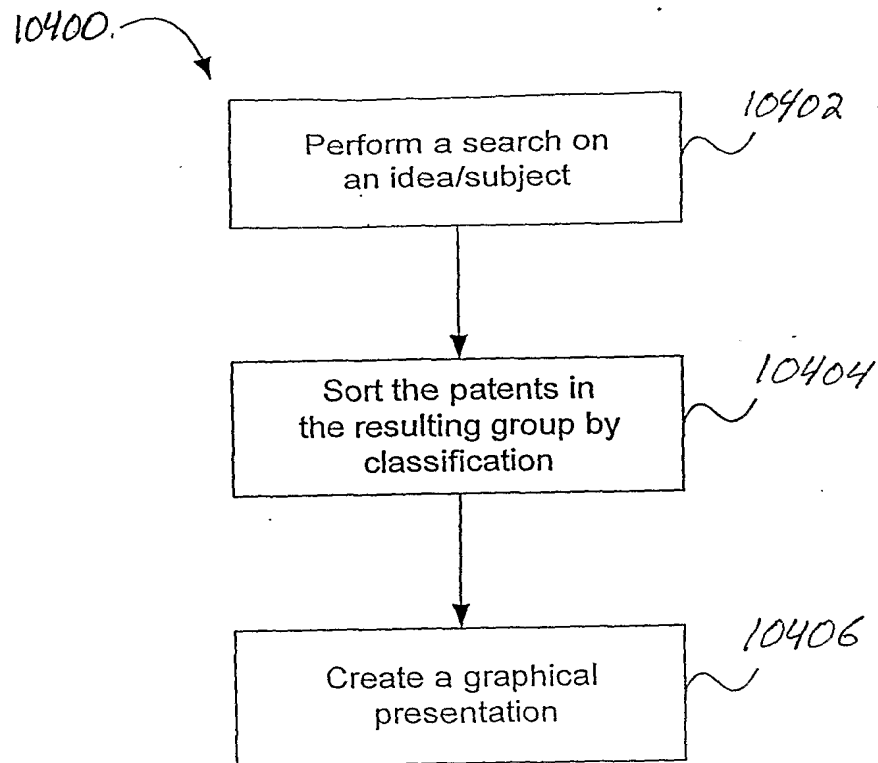 10400.
10402
Perform a search on
an idea/subject
10404
Sort the patents in
the resulting group by
classification
10406
Create a graphical
presentation